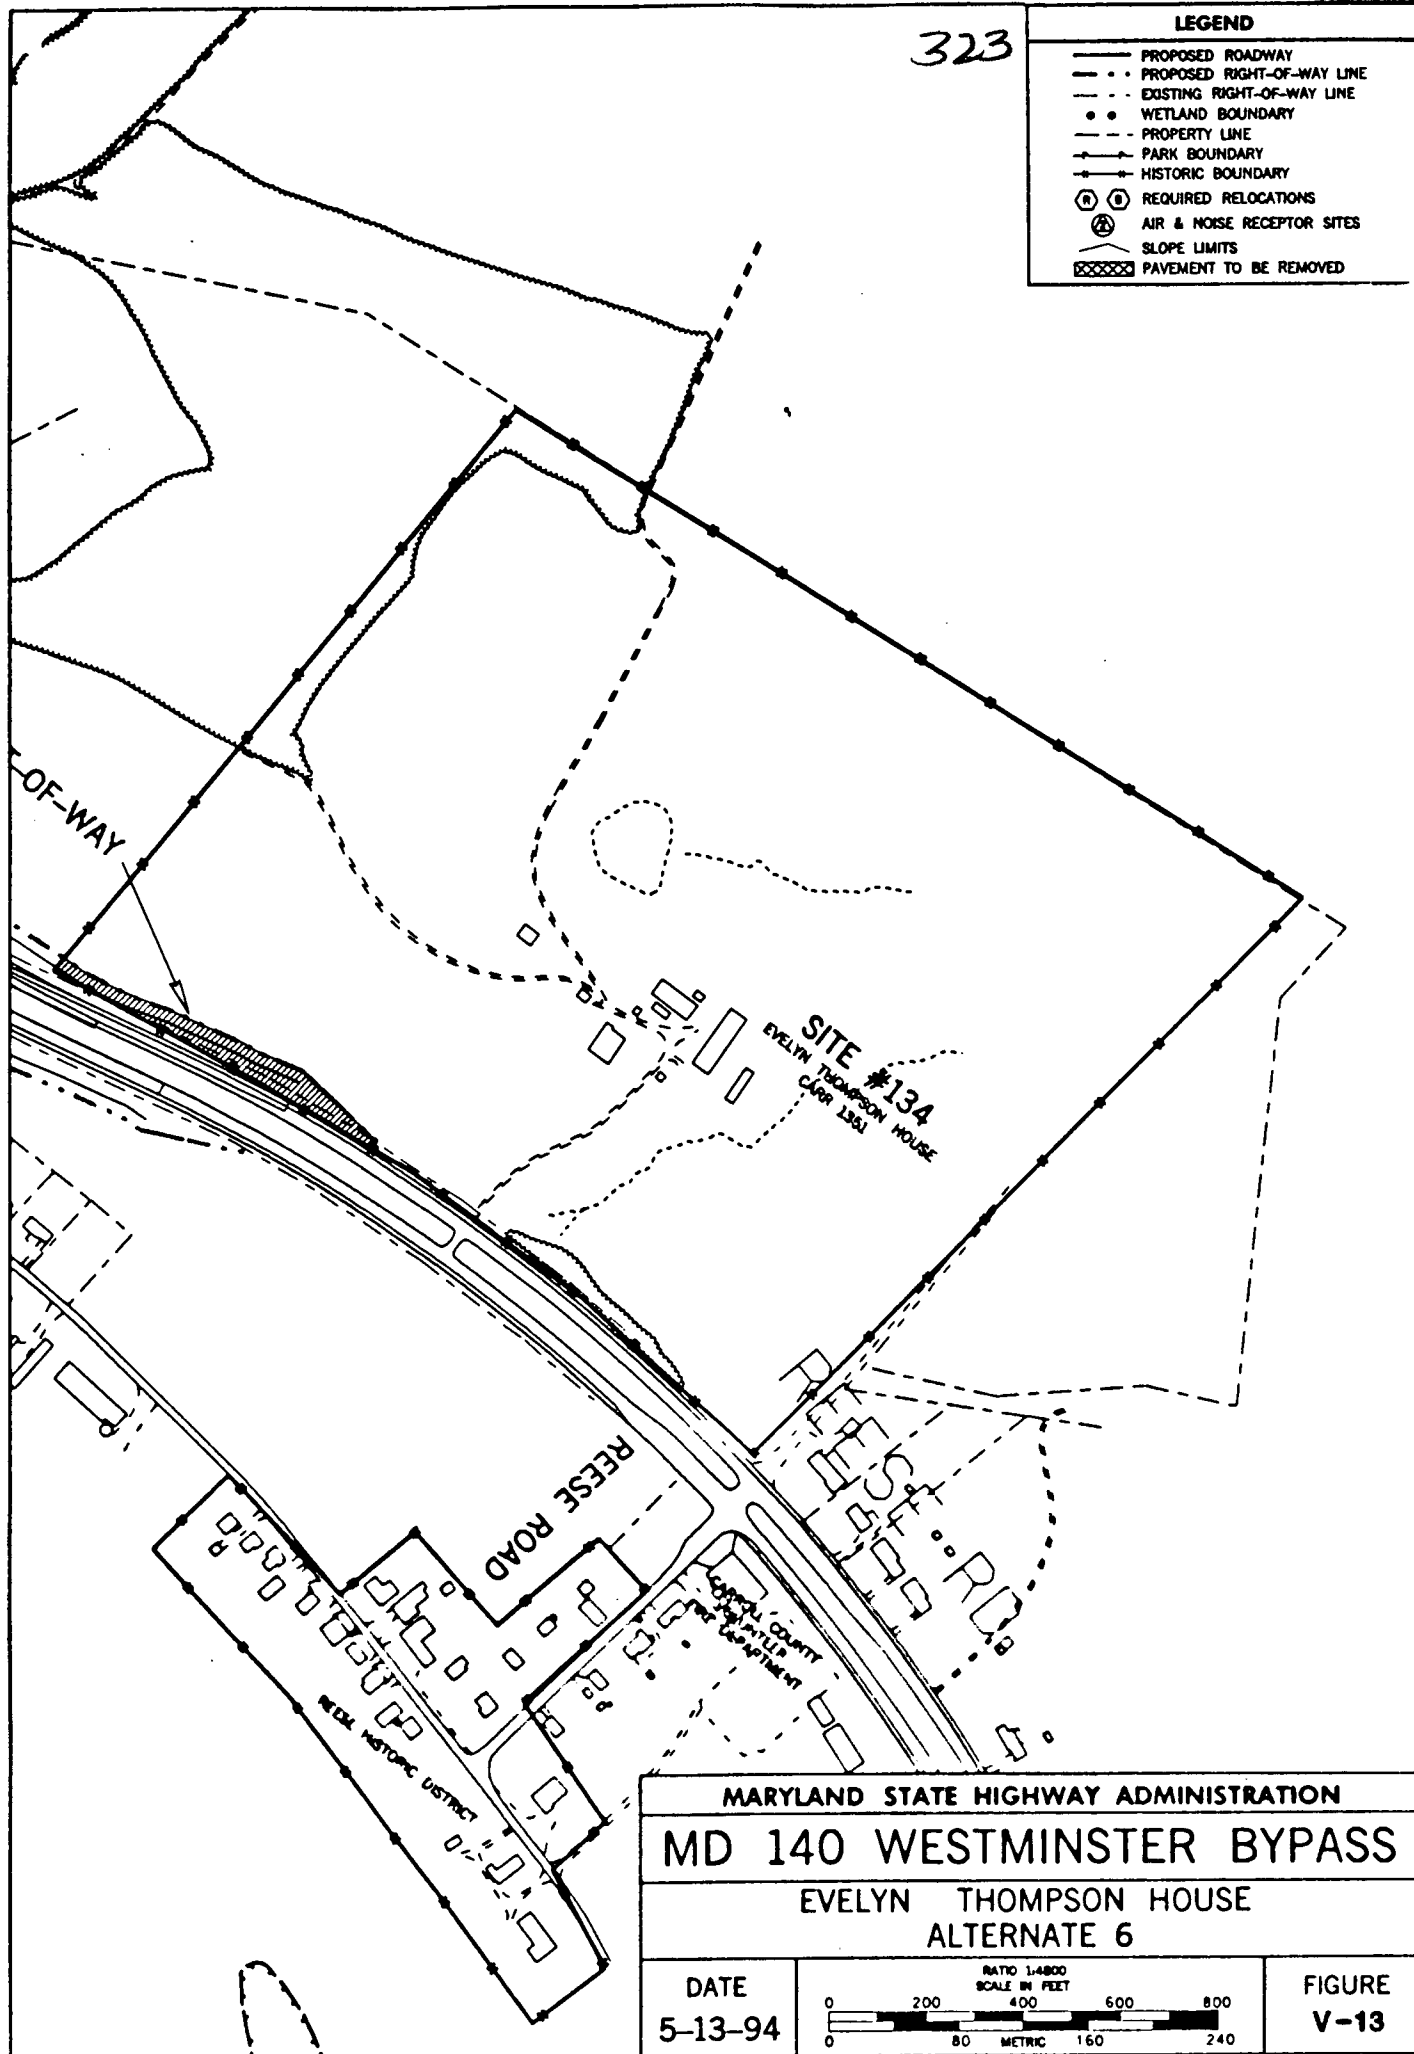 323
LEGEND
PROPOSED ROADWAY
PROPOSED RIGHT-OF-WAY LINE
EXISTING RIGHT-OF-WAY LINE
WETLAND BOUNDARY
PROPERTY LINE
PARK BOUNDARY
HISTORIC BOUNDARY
R B REQUIRED RELOCATIONS
AIR & NOISE RECEPTOR SITES
SLOPE LIMITS
PAVEMENT TO BE REMOVED
-OF-WAY
SITE #134
EVELYN THOMPSON HOUSE
CARR 1351
REESE RD
REESE ROAD
CARROLL COUNTY
DEPARTMENT
REESE HISTORIC DISTRICT
MARYLAND STATE HIGHWAY ADMINISTRATION
MD 140 WESTMINSTER BYPASS
EVELYN THOMPSON HOUSE
ALTERNATE 6
DATE
5-13-94
RATIO 1:4800
SCALE IN FEET
0 200 400 600 800
0 80 METRIC 160 240
FIGURE
V-13